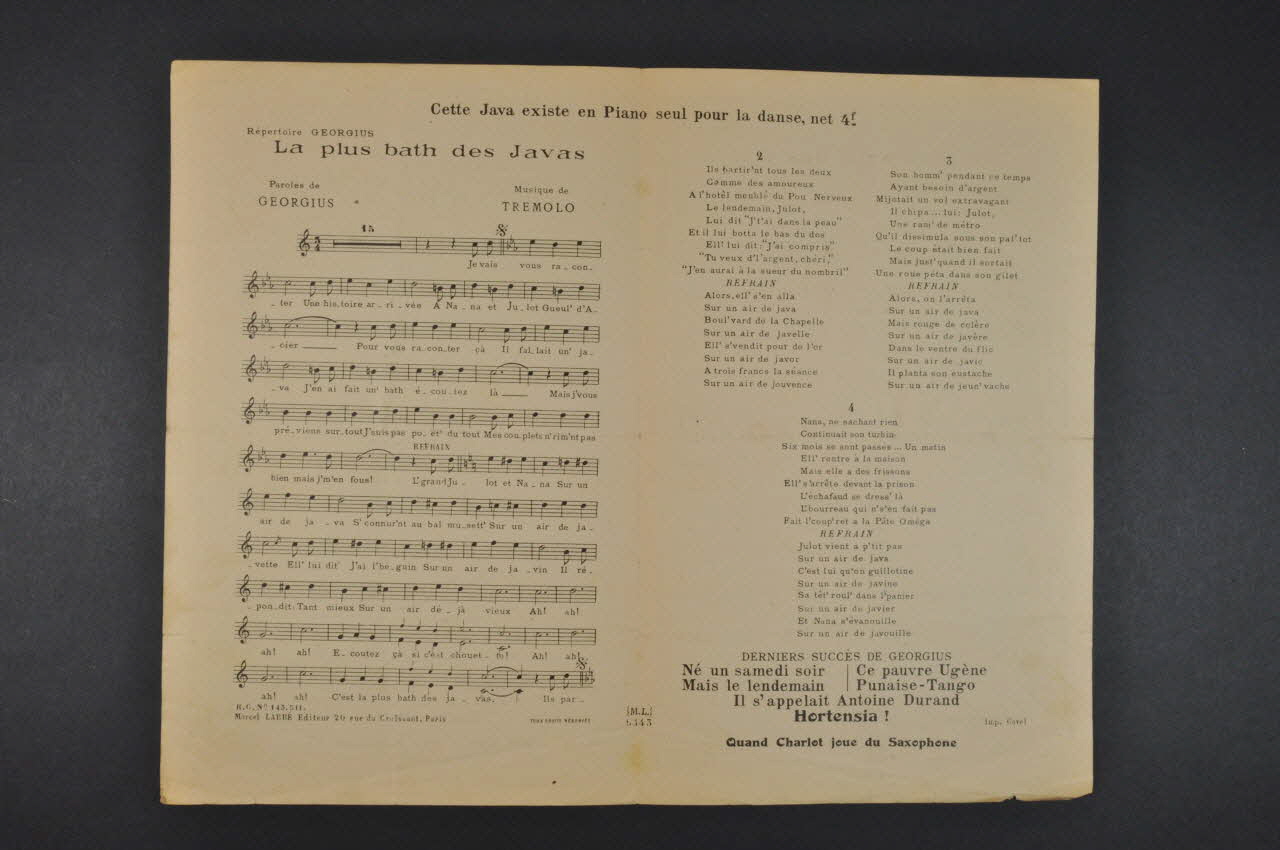 Cette Java existe en Piano seul pour la danse, net 4f
Répertoire GEORGIUS
La plus bath des Javas
Paroles de
GEORGIUS
Musique de
TREMOLO
15
Je vais vous ra_con_
_ter Une his_toire ar_ri_vée A Na_na et Ju_lot Gueul' d'A_
_cier Pour vous ra_con_ter çà Il fal_lait un' ja_
_va J'en ai fait un' bath é_cou_tez là Mais j'vous
pré_viens sur_tout J'suis pas po_ët' du tout Mes cou_plets n'rim'nt pas
REFRAIN
bien mais j'm'en fous! L'grand Ju_lot et Na_na Sur un
air de ja_va S'connur'nt au bal mu_sett' Sur un air de ja_
_vette Ell' lui dit J'ai l'be_guin Sur un air de ja_vin Il ré_
_pon_dit: Tant mieux Sur un air dé_jà vieux Ah! ah!
ah! ah! E_coutez çà si c'est chouet_te! Ah! ah!
ah! ah! C'est la plus bath des ja_vas. Ils par_
R.C. No 145.511.
Marcel LABBÉ Editeur 20 rue du Croissant, Paris
TOUS DROITS RÉSERVÉS
(M.L.)
6343
2
Ils partir'nt tous les deux
Comme des amoureux
A l'hotel meublé du Pou Nerveux
Le lendemain, Julot,
Lui dit "J't'ai dans la peau"
Et il lui botta le bas du dos
Ell' lui dit: "J'ai compris"
"Tu veux d'l'argent, chéri,"
"J'en aurai à la sueur du nombril"
REFRAIN
Alors, ell' s'en alla
Sur un air de java
Boul'vard de la Chapelle
Sur un air de javelle
Ell' s'vendit pour de l'or
Sur un air de javor
A trois francs la séance
Sur un air de jouvence
3
Son homm' pendant ce temps
Ayant besoin d'argent
Mijotait un vol extravagant
Il chipa... lui: Julot,
Une ram' de métro
Qu'il dissimula sous son pal'tot
Le coup était bien fait
Mais just' quand il sortait
Une roue péta dans son gilet
REFRAIN
Alors, on l'arrêta
Sur un air de java
Mais rouge de colère
Sur un air de javère
Dans le ventre du flic
Sur un air de javic
Il planta son eustache
Sur un air de jeun' vache
4
Nana, ne sachant rien
Continuait son turbin
Six mois se sont passés... Un matin
Ell' rentre à la maison
Mais elle a des frissons
Ell' s'arrête devant la prison
L'échafaud se dress' là
L'bourreau qui n's'en fait pas
Fait l'coup'ret a la Pâte Oméga
REFRAIN
Julot vient a p'tit pas
Sur un air de java
C'est lui qu'on guillotine
Sur un air de javine
Sa têt' roul' dans l'panier
Sur un air de javier
Et Nana s'évanouille
Sur un air de javouille
DERNIERS SUCCÉS DE GEORGIUS
Né un samedi soir | Ce pauvre Ugène
Mais le lendemain | Punaise-Tango
Il s'appelait Antoine Durand
Hortensia !
Quand Charlot joue du Saxophone